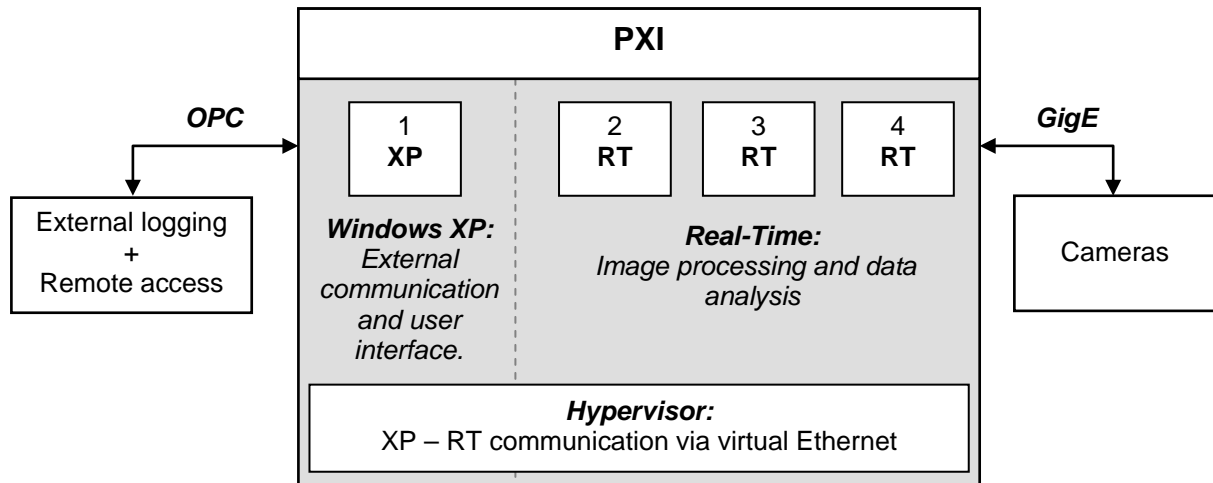 PXI
OPC
1
XP
2
RT
3
RT
4
RT
GigE
External logging
+
Remote access
Windows XP:
External
communication
and user
interface.
Real-Time:
Image processing and data
analysis
Cameras
Hypervisor:
XP – RT communication via virtual Ethernet